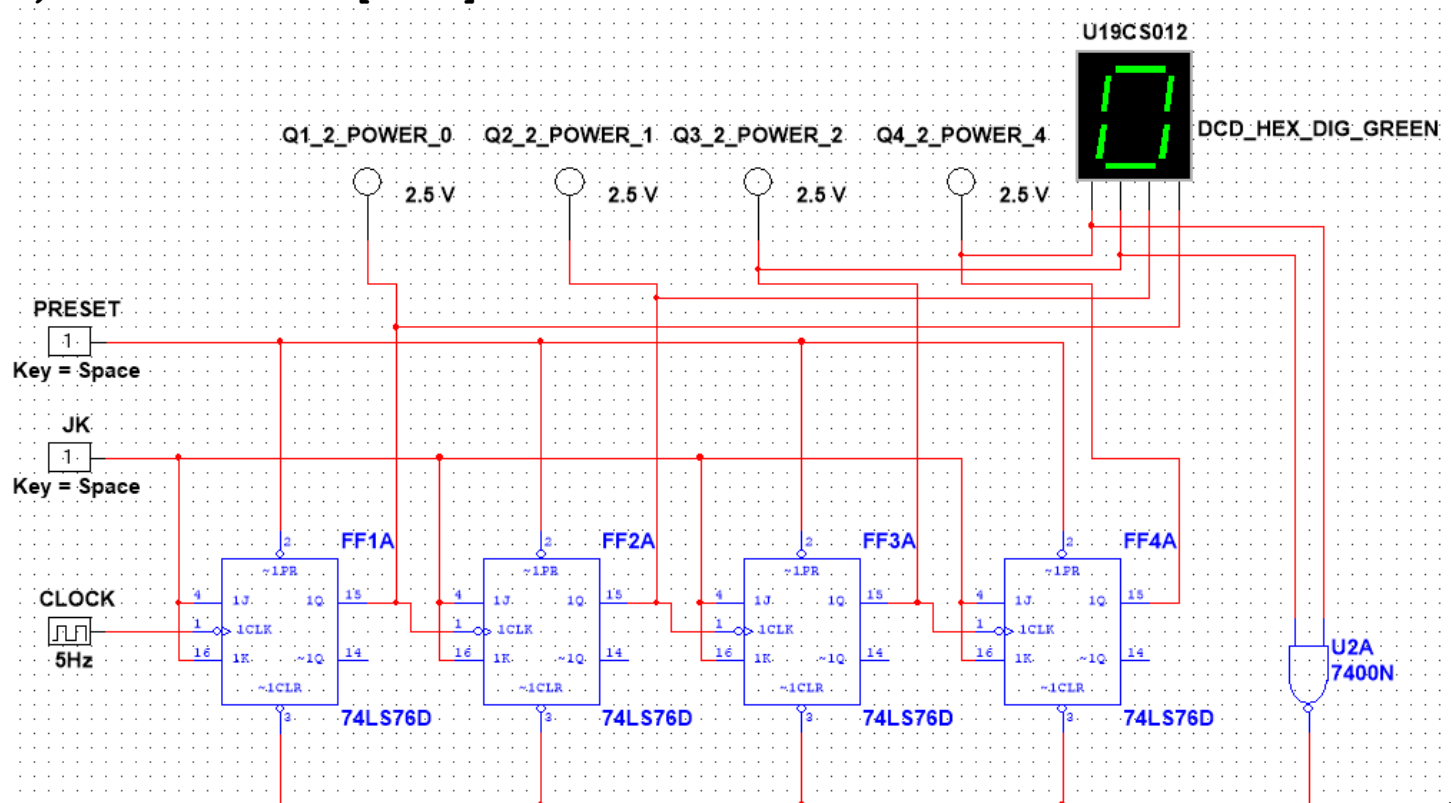 U19CS012
Q1_2_POWER_0 Q2_2_POWER_1 Q3_2_POWER_2 Q4_2_POWER_4
DCD_HEX_DIG_GREEN
0
2.5 V 2.5 V 2.5 V 2.5 V
PRESET
1
Key = Space
JK
1
Key = Space
FF1A FF2A FF3A FF4A
2 2 2 2
~1PR ~1PR ~1PR ~1PR
CLOCK
4 1J 1Q 15 4 1J 1Q 15 4 1J 1Q 15 4 1J 1Q 15
1 1CLK 1 1CLK 1 1CLK 1 1CLK
5Hz
16 1K ~1Q 14 16 1K ~1Q 14 16 1K ~1Q 14 16 1K ~1Q 14
U2A
7400N
~1CLR ~1CLR ~1CLR ~1CLR
3 3 3 3
74LS76D 74LS76D 74LS76D 74LS76D